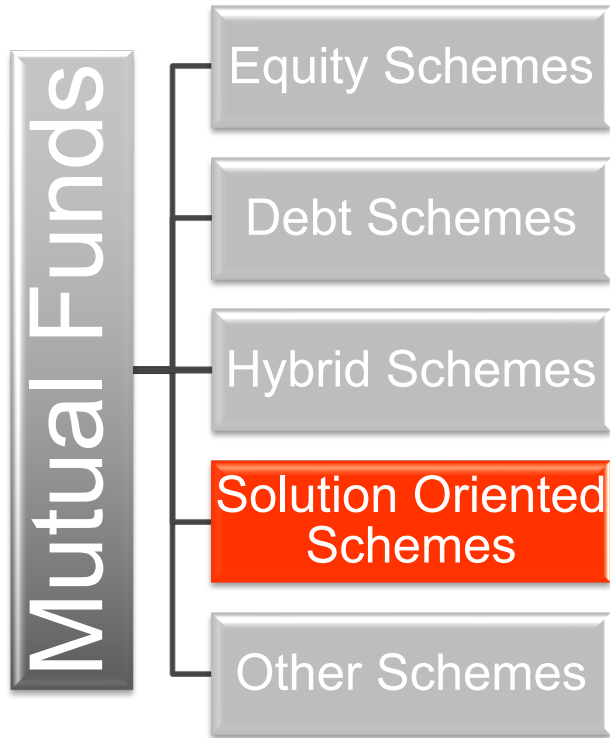 Mutual Funds
Equity Schemes
Debt Schemes
Hybrid Schemes
Solution Oriented
Schemes
Other Schemes